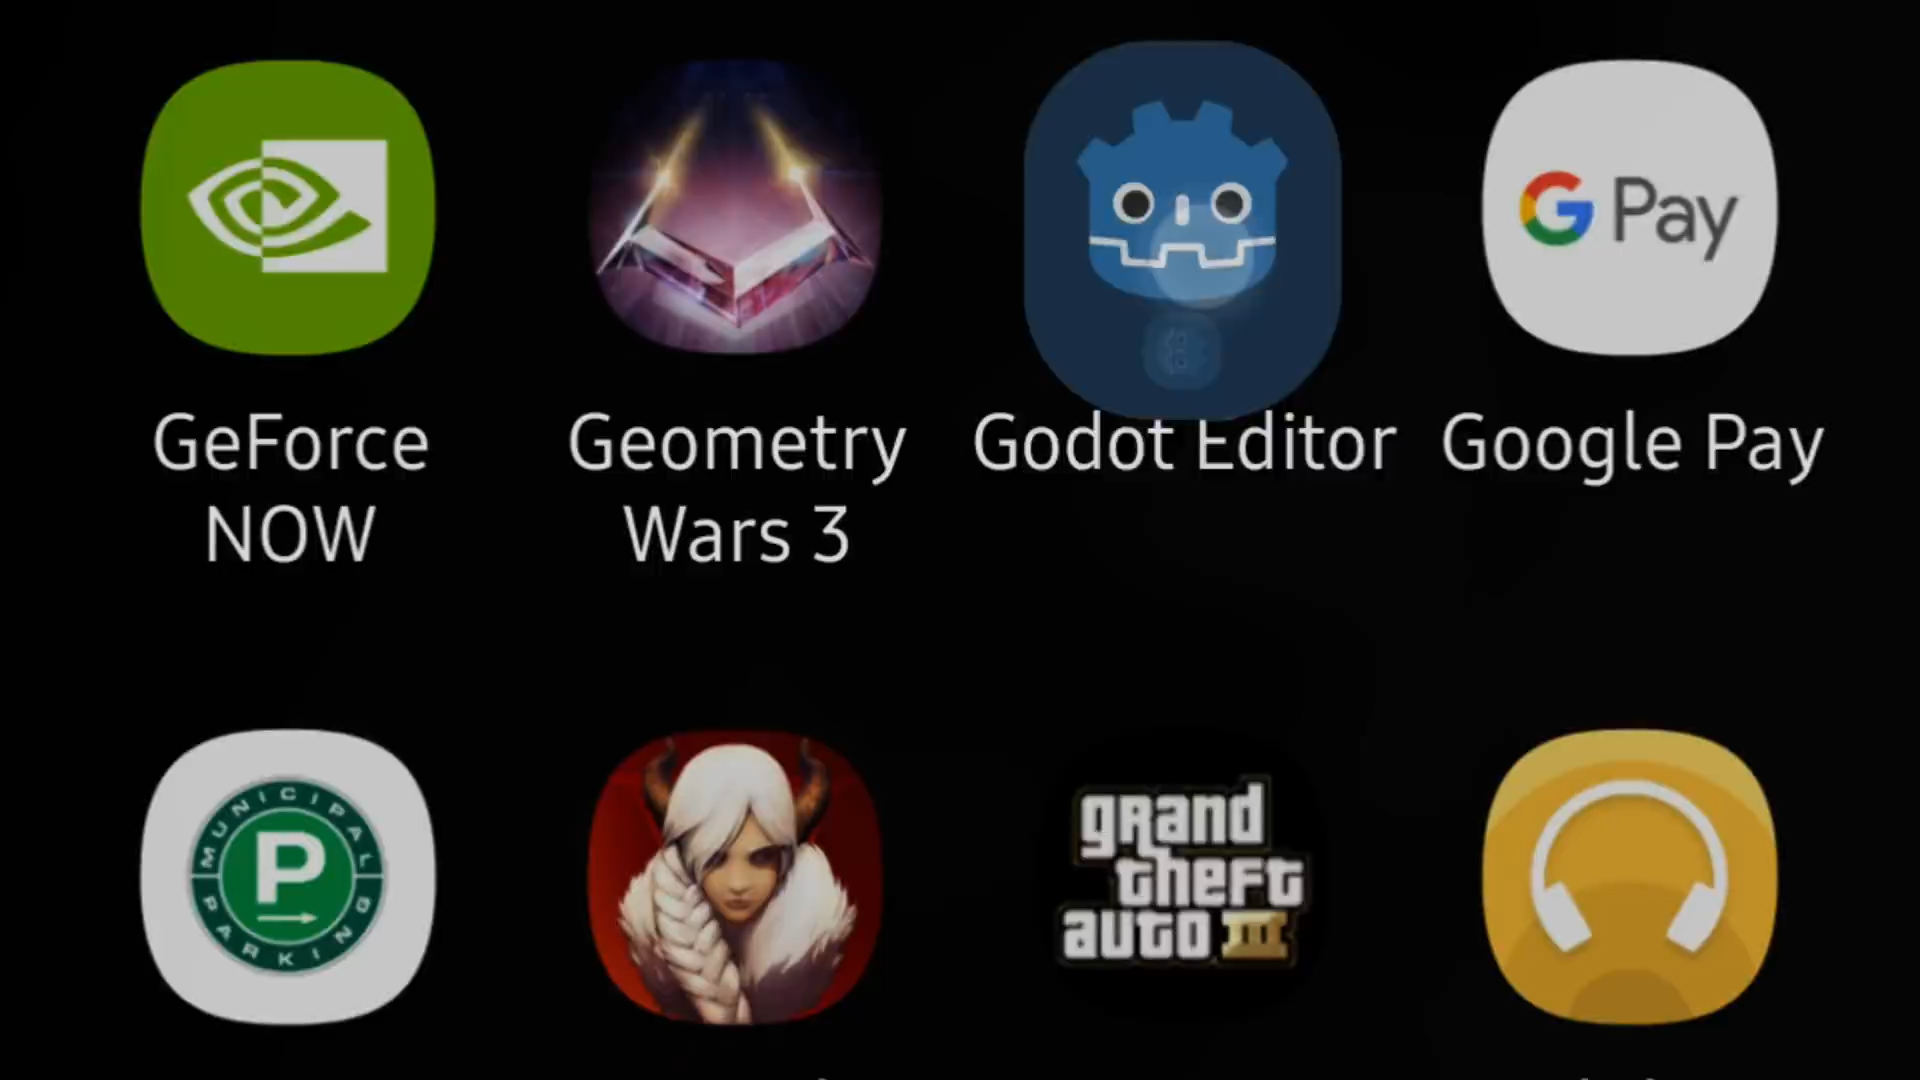 G Pay
GeForce
NOW
Geometry
Wars 3
Godot Editor
Google Pay
MUNICIPAL
P
PARKING
grand
theft
auto III